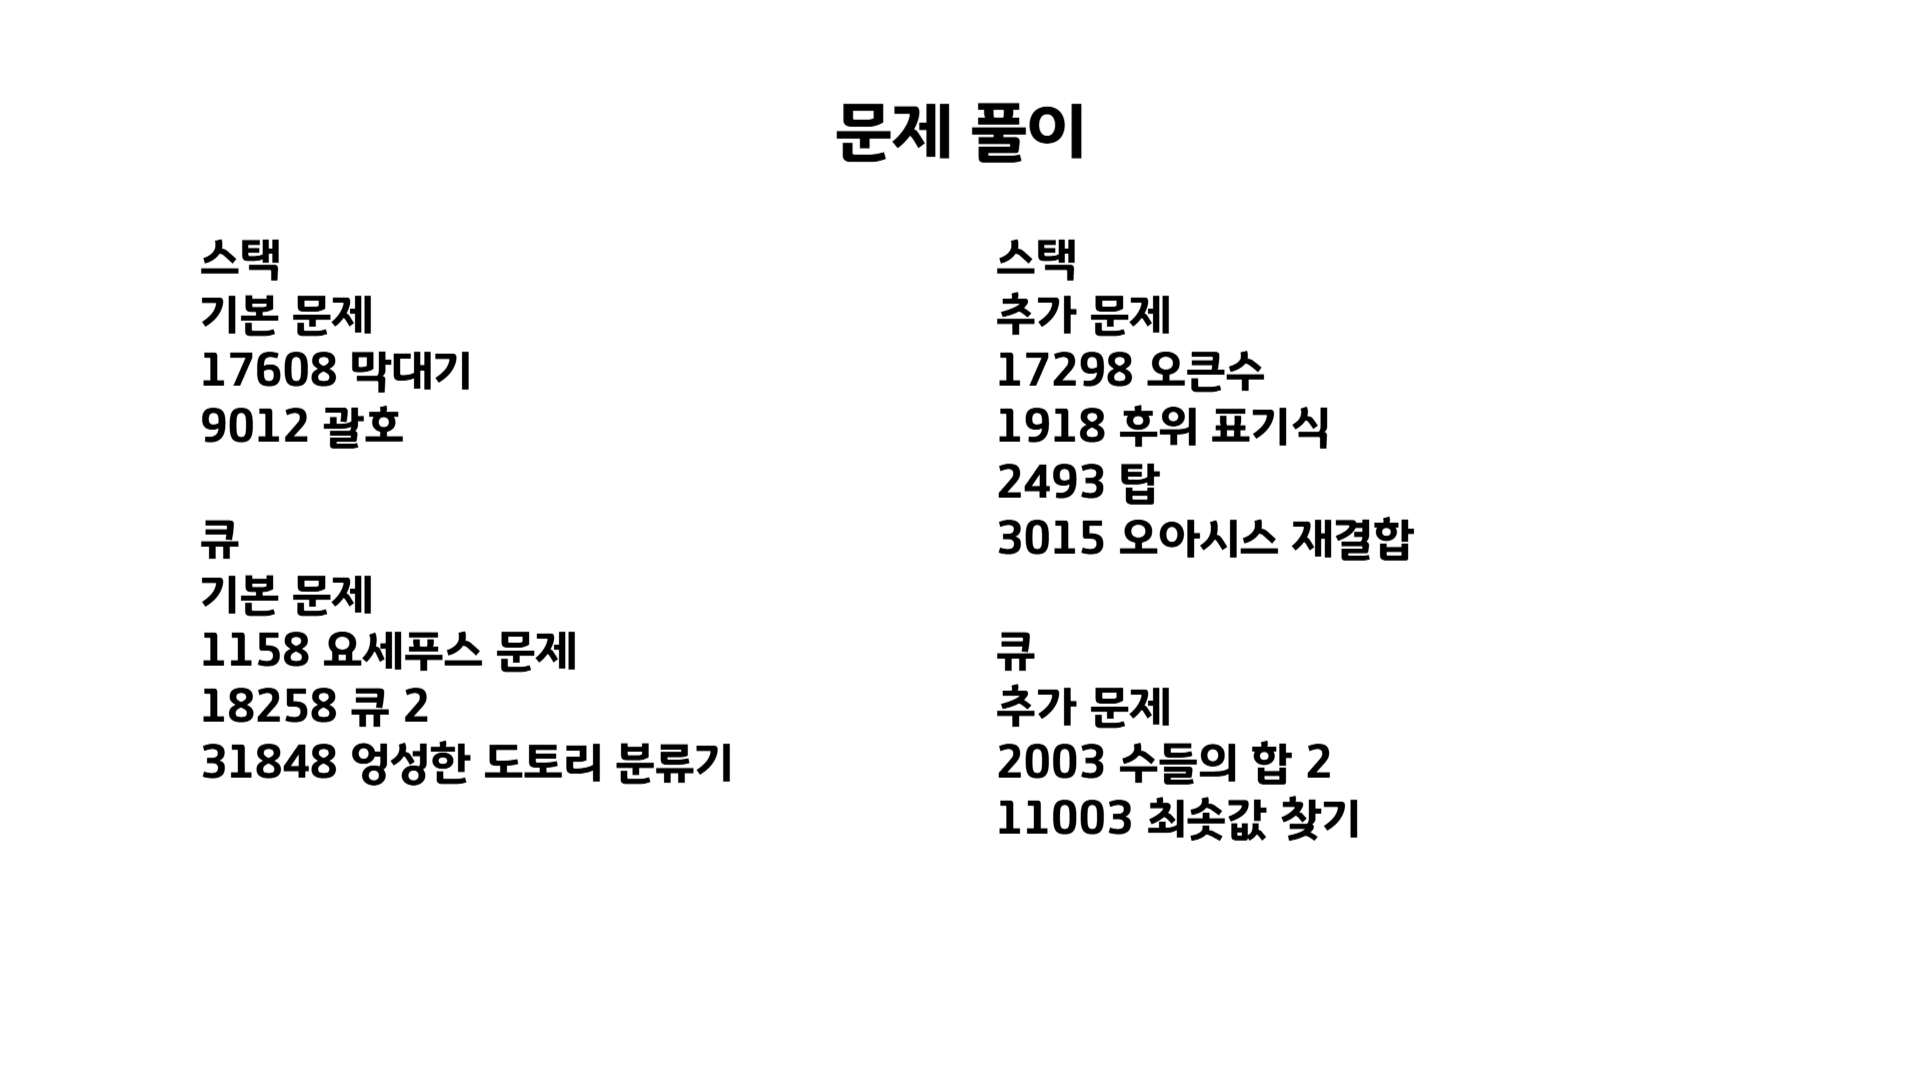 문제 풀이
스택
기본 문제
17608 막대기
9012 괄호
큐
기본 문제
1158 요세푸스 문제
18258 큐 2
31848 엉성한 도토리 분류기
스택
추가 문제
17298 오큰수
1918 후위 표기식
2493 탑
3015 오아시스 재결합
큐
추가 문제
2003 수들의 합 2
11003 최솟값 찾기